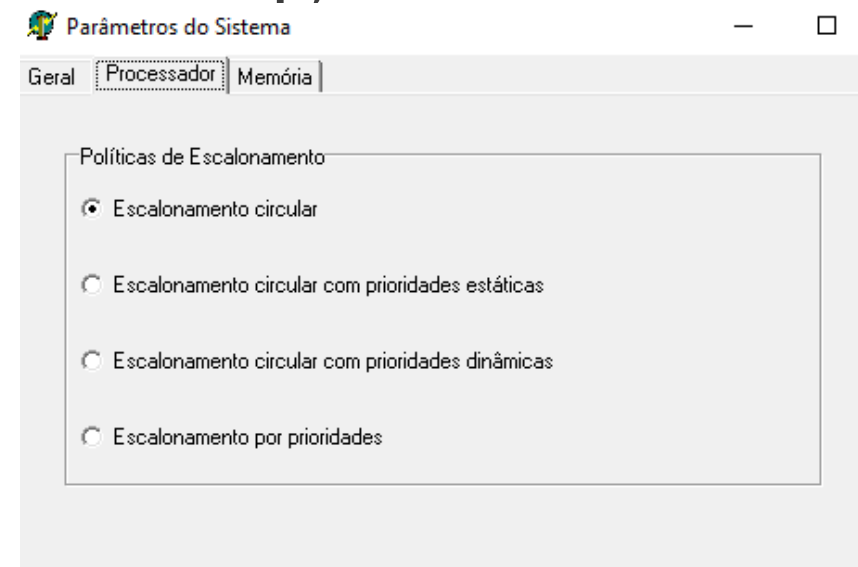 Parâmetros do Sistema
Geral Processador Memória
Políticas de Escalonamento
Escalonamento circular
Escalonamento circular com prioridades estáticas
Escalonamento circular com prioridades dinâmicas
Escalonamento por prioridades